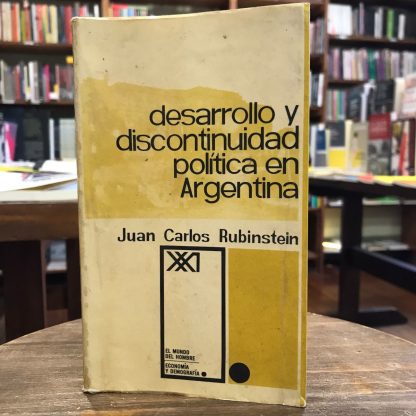 desarrollo y
discontinuidad
política en
Argentina
Juan Carlos Rubinstein
XXI
EL MUNDO
DEL HOMBRE
ECONOMÍA
Y DEMOGRAFÍA